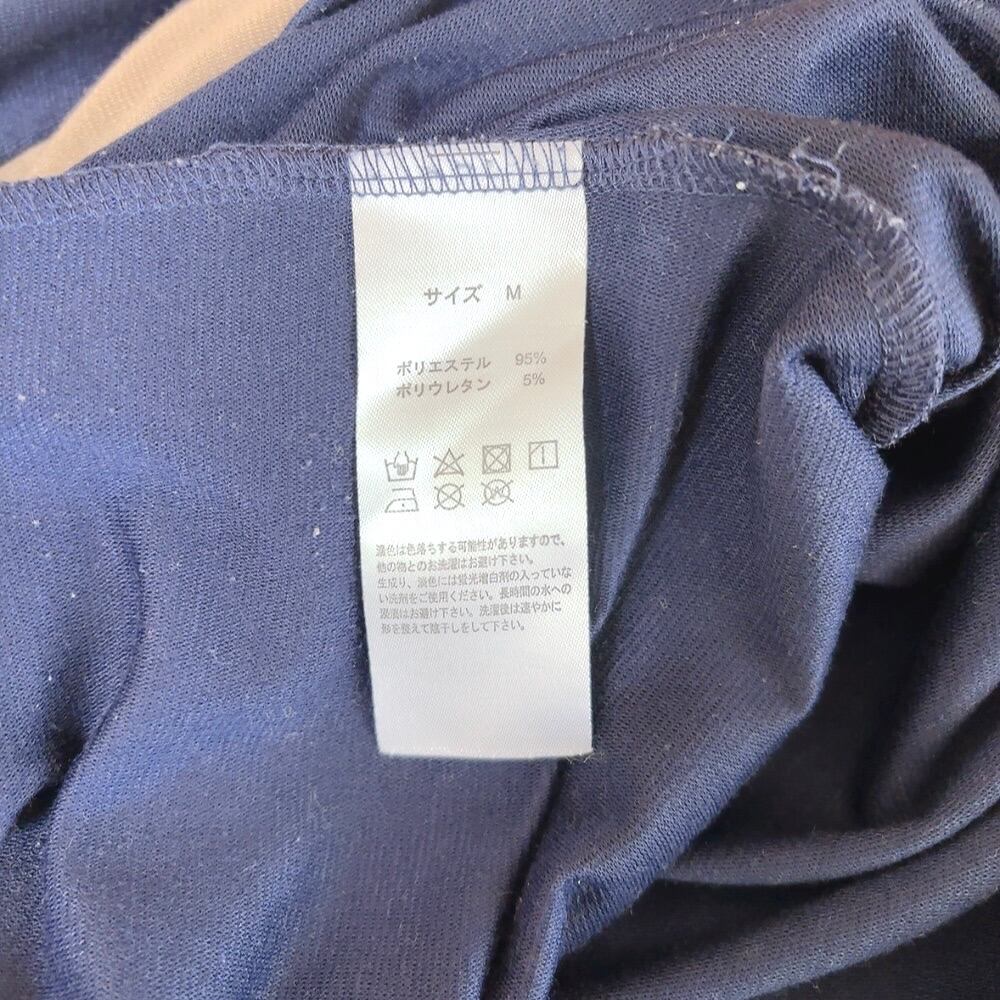 サイズ M
ポリエステル 95%
ポリウレタン 5%
濃色は色落ちする可能性がありますので、
他の物とのお洗濯はお避け下さい。
生成り、淡色には蛍光増白剤の入っていな
い洗剤をご使用ください。長時間の水への
浸漬はお避け下さい。洗濯後は速やかに
形を整えて陰干しをして下さい。